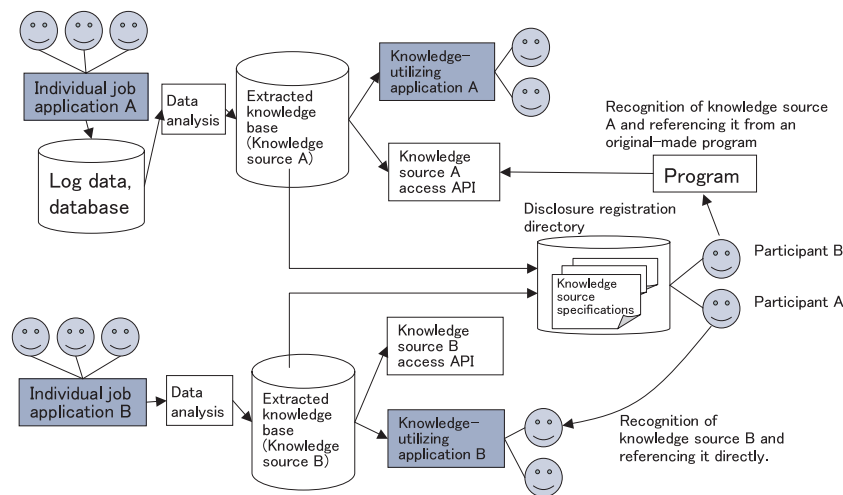 Individual job
application A
Data
analysis
Extracted
knowledge
base
(Knowledge
source A)
Knowledge-
utilizing
application A
Log data,
database
Knowledge
source A
access API
Recognition of knowledge source
A and referencing it from an
original-made program
Program
Disclosure registration
directory
Knowledge
source
specifications
Participant B
Participant A
Individual job
application B
Data
analysis
Extracted
knowledge
base
(Knowledge
source B)
Knowledge
source B
access API
Knowledge-
utilizing
application B
Recognition of
knowledge source B and
referencing it directly.